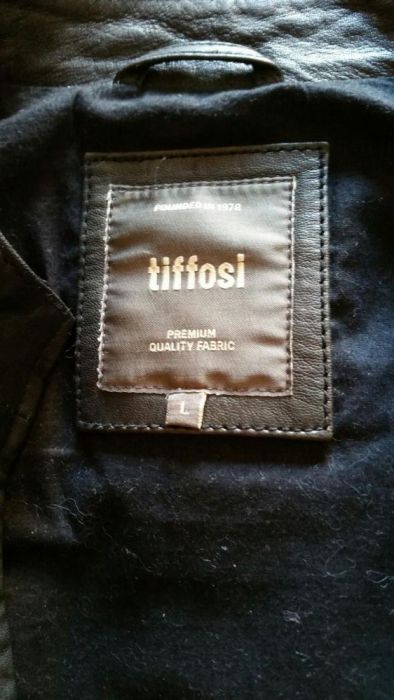 FOUNDED IN 1978
tiffosi
PREMIUM
QUALITY FABRIC
L